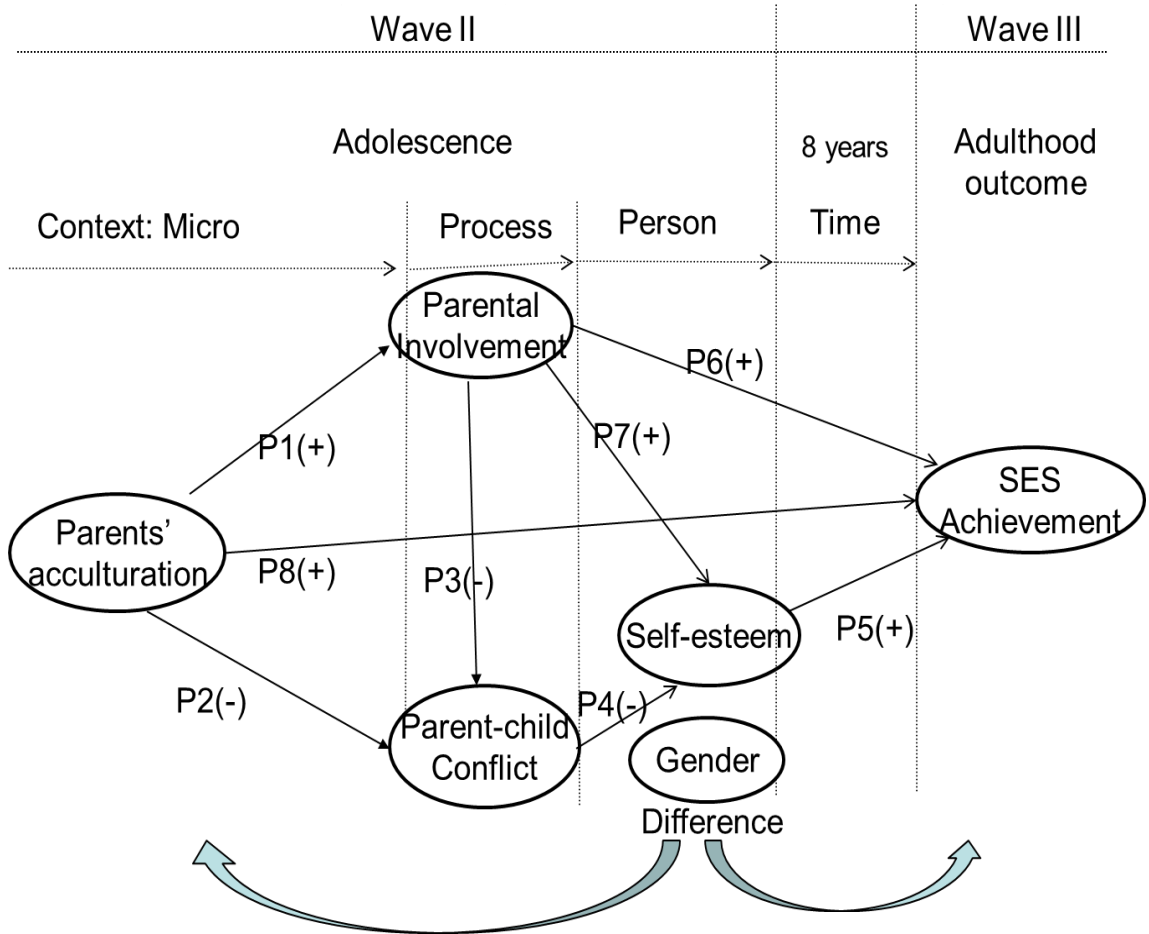 Wave II
Wave III
Adolescence
8 years
Adulthood
outcome
Context: Micro
Process
Person
Time
Parental
Involvement
P6(+)
P1(+)
P7(+)
SES
Achievement
Parents'
acculturation
P8(+)
P3(-)
Self-esteem
P5(+)
P2(-)
P4(-)
Parent-child
Conflict
Gender
Difference